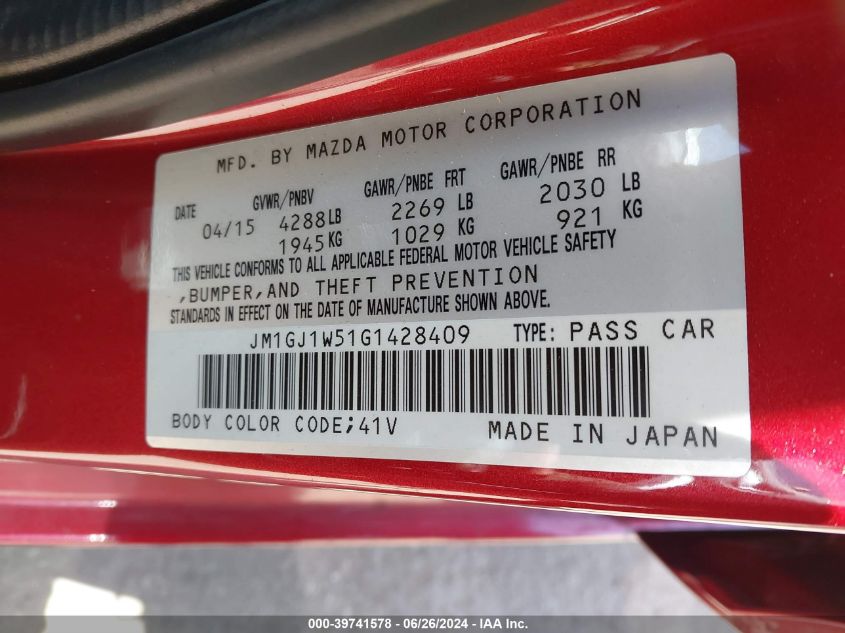 MFD. BY MAZDA MOTOR CORPORATION
DATE GVWR/PNBV GAWR/PNBE FRT GAWR/PNBE RR
04/15 4288LB 2269 LB 2030 LB
1945KG 1029 KG 921 KG
THIS VEHICLE CONFORMS TO ALL APPLICABLE FEDERAL MOTOR VEHICLE SAFETY
,BUMPER,AND THEFT PREVENTION
STANDARDS IN EFFECT ON THE DATE OF MANUFACTURE SHOWN ABOVE.
JM1GJ1W51G1428409 TYPE: PASS CAR
BODY COLOR CODE;41V MADE IN JAPAN
000-39741578 - 06/26/2024 - IAA Inc.